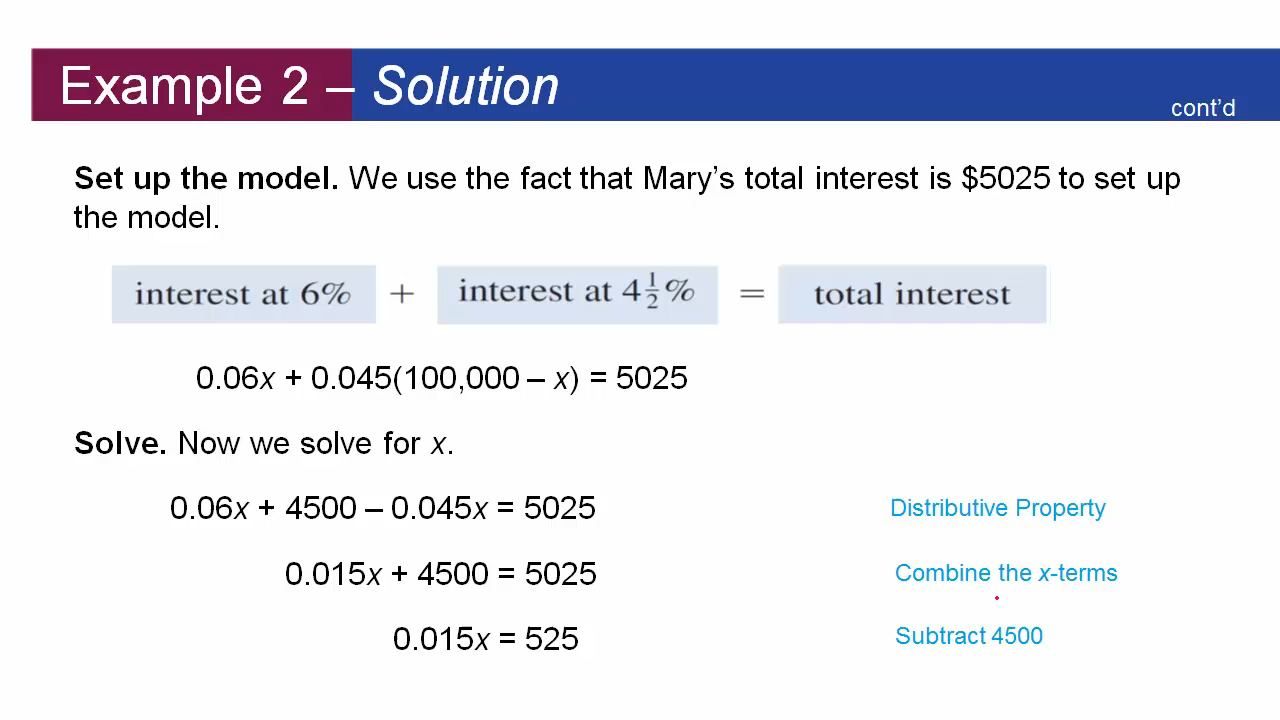 Example 2 – Solution
cont’d
Set up the model. We use the fact that Mary’s total interest is $5025 to set up
the model.
interest at 6% + interest at 4½% = total interest
0.06x + 0.045(100,000 – x) = 5025
Solve. Now we solve for x.
0.06x + 4500 – 0.045x = 5025 Distributive Property
0.015x + 4500 = 5025 Combine the x-terms
0.015x = 525 Subtract 4500